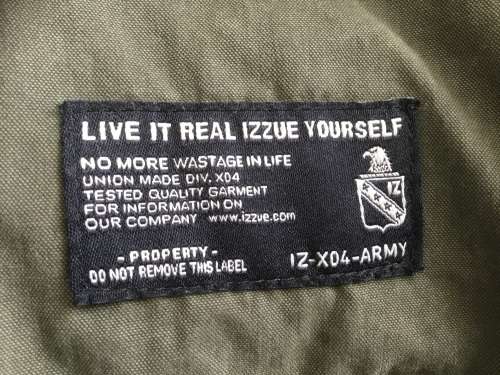 LIVE IT REAL IZZUE YOURSELF
NO MORE WASTAGE IN LIFE
UNION MADE DIV. X04
TESTED QUALITY GARMENT
FOR INFORMATION ON
OUR COMPANY www.izzue.com
IZ
- PROPERTY -
DO NOT REMOVE THIS LABEL
IZ-X04-ARMY